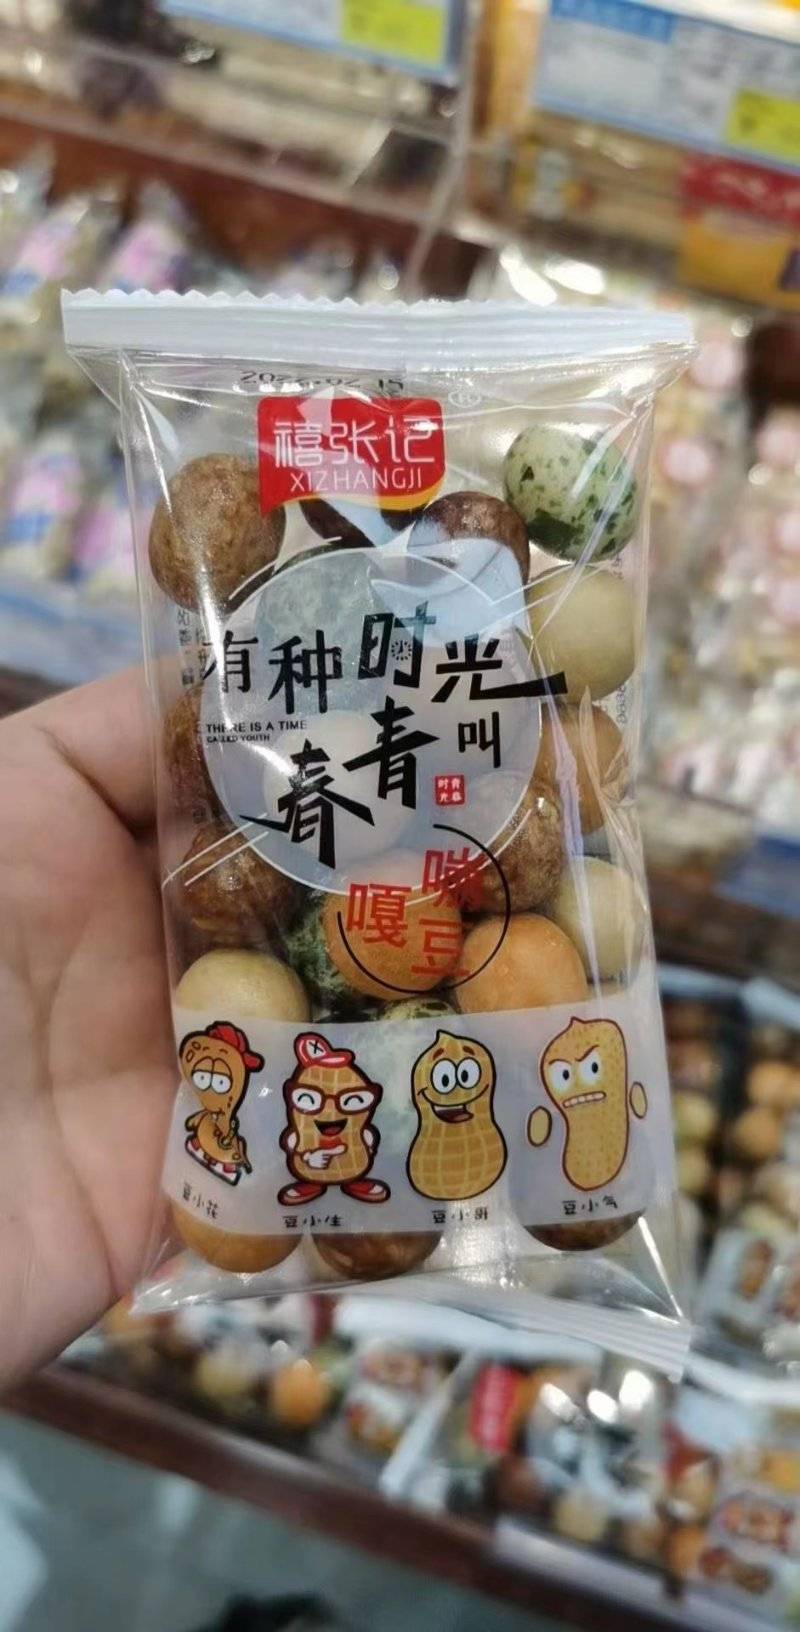 禧张记
XIZHANGJI
®
有种时光
THERE IS A TIME
CALLED YOUTH
叫
青春
嘎嘣豆
豆小花
豆小生
豆小哥
豆小气